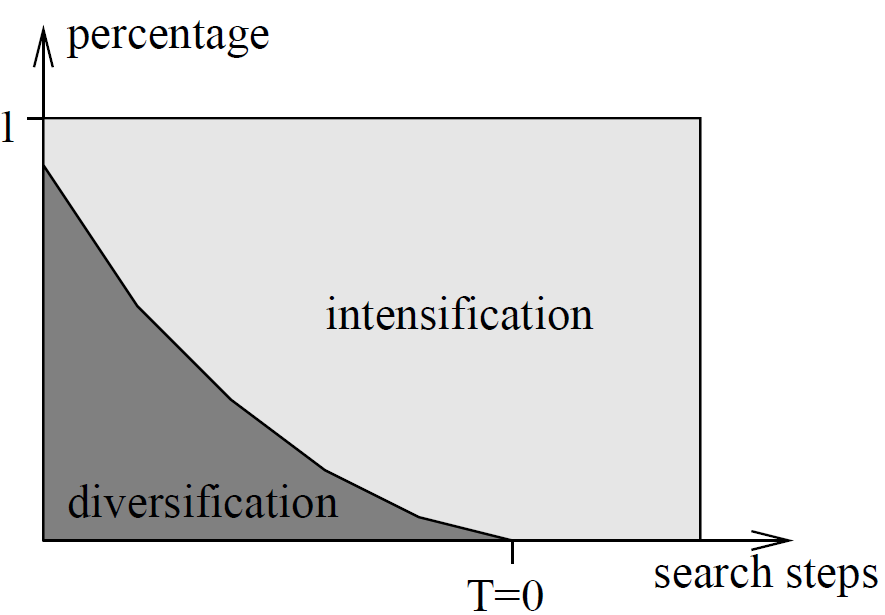 percentage
1
intensification
diversification
search steps
T=0